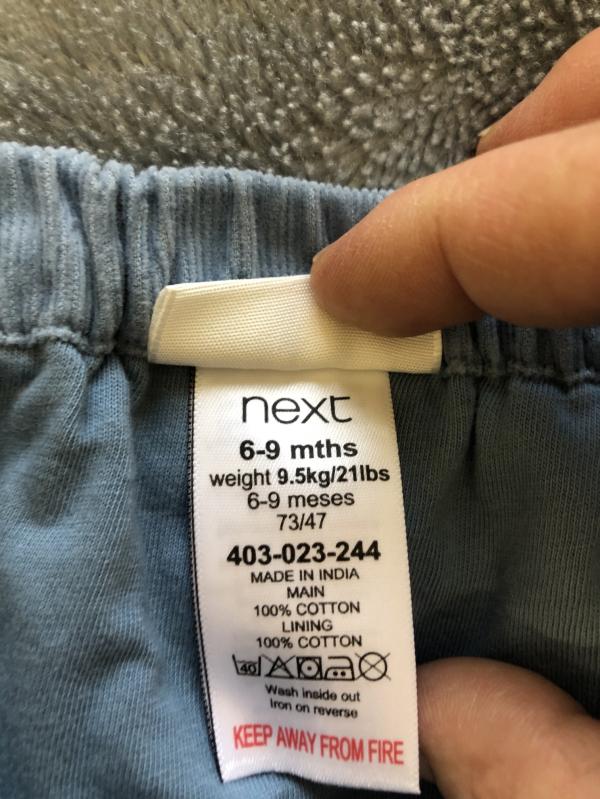 next
6-9 mths
weight 9.5kg/21lbs
6-9 meses
73/47
403-023-244
MADE IN INDIA
MAIN
100% COTTON
LINING
100% COTTON
40
Wash inside out
Iron on reverse
KEEP AWAY FROM FIRE